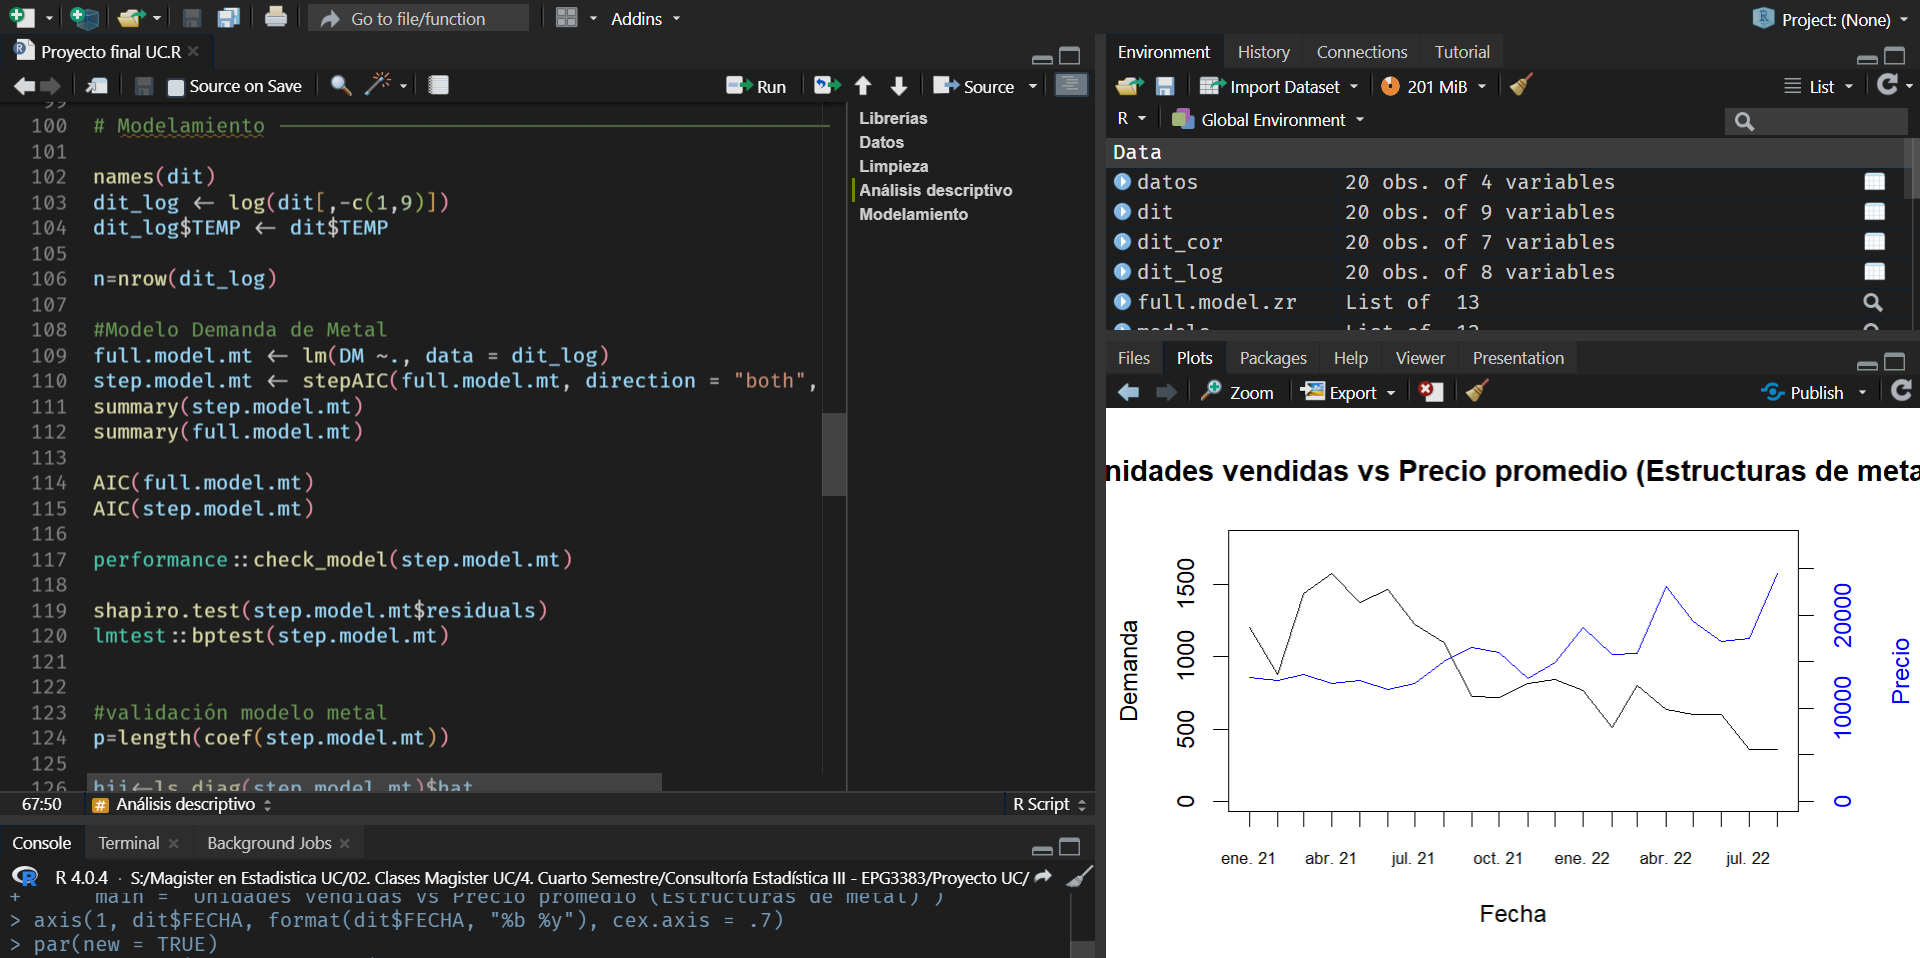 Go to file/function
Addins
Project: (None)
Proyecto final UC.R
Source on Save
Run
Source
99
100 # Modelamiento
101
102 names(dit)
103 dit_log <- log(dit[,-c(1,9)])
104 dit_log$TEMP <- dit$TEMP
105
106 n=nrow(dit_log)
107
108 #Modelo Demanda de Metal
109 full.model.mt <- lm(DM ~., data = dit_log)
110 step.model.mt <- stepAIC(full.model.mt, direction = "both",
111 summary(step.model.mt)
112 summary(full.model.mt)
113
114 AIC(full.model.mt)
115 AIC(step.model.mt)
116
117 performance::check_model(step.model.mt)
118
119 shapiro.test(step.model.mt$residuals)
120 lmtest::bptest(step.model.mt)
121
122
123 #validación modelo metal
124 p=length(coef(step.model.mt))
125
126 hii<-ls.diag(step.model.mt)$hat
Librerías
Datos
Limpieza
Análisis descriptivo
Modelamiento
67:50 # Análisis descriptivo
R Script
Console Terminal Background Jobs
R 4.0.4 · S:/Magister en Estadistica UC/02. Clases Magister UC/4. Cuarto Semestre/Consultoría Estadística III - EPG3383/Proyecto UC/
+ main = "Unidades vendidas vs Precio promedio (Estructuras de metal)")
> axis(1, dit$FECHA, format(dit$FECHA, "%b %y"), cex.axis = .7)
> par(new = TRUE)
Environment History Connections Tutorial
Import Dataset 201 MiB List
R Global Environment
Data
datos 20 obs. of 4 variables
dit 20 obs. of 9 variables
dit_cor 20 obs. of 7 variables
dit_log 20 obs. of 8 variables
full.model.zr List of 13
modelo List of 13
Files Plots Packages Help Viewer Presentation
Zoom Export Publish
nidades vendidas vs Precio promedio (Estructuras de meta
Demanda
0 500 1000 1500
0 10000 20000
Precio
ene. 21 abr. 21 jul. 21 oct. 21 ene. 22 abr. 22 jul. 22
Fecha